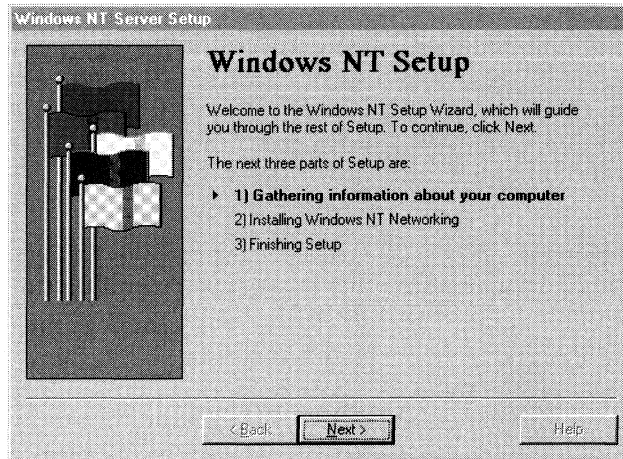 Windows NT Server Setup
Windows NT Setup
Welcome to the Windows NT Setup Wizard, which will guide
you through the rest of Setup. To continue, click Next.
The next three parts of Setup are:
1) Gathering information about your computer
2) Installing Windows NT Networking
3) Finishing Setup
< Back
Next >
Help